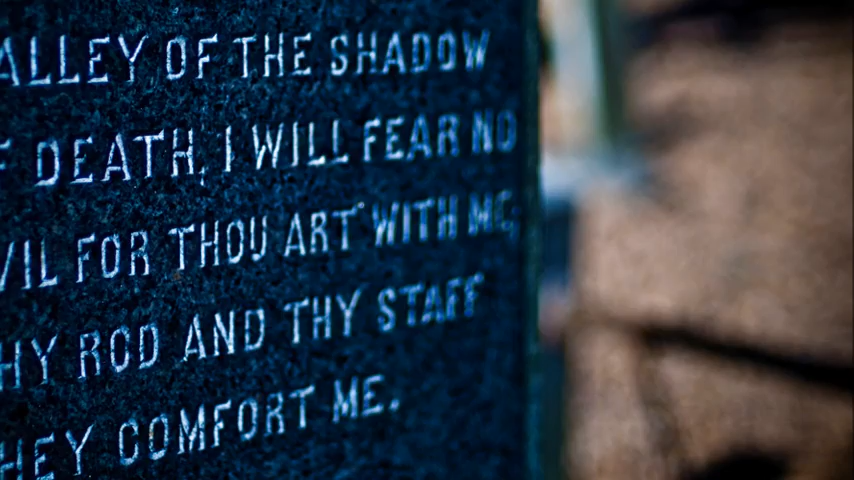 ALLEY OF THE SHADOW
F DEATH, I WILL FEAR NO
VIL FOR THOU ART WITH ME;
HY ROD AND THY STAFF
HEY COMFORT ME.